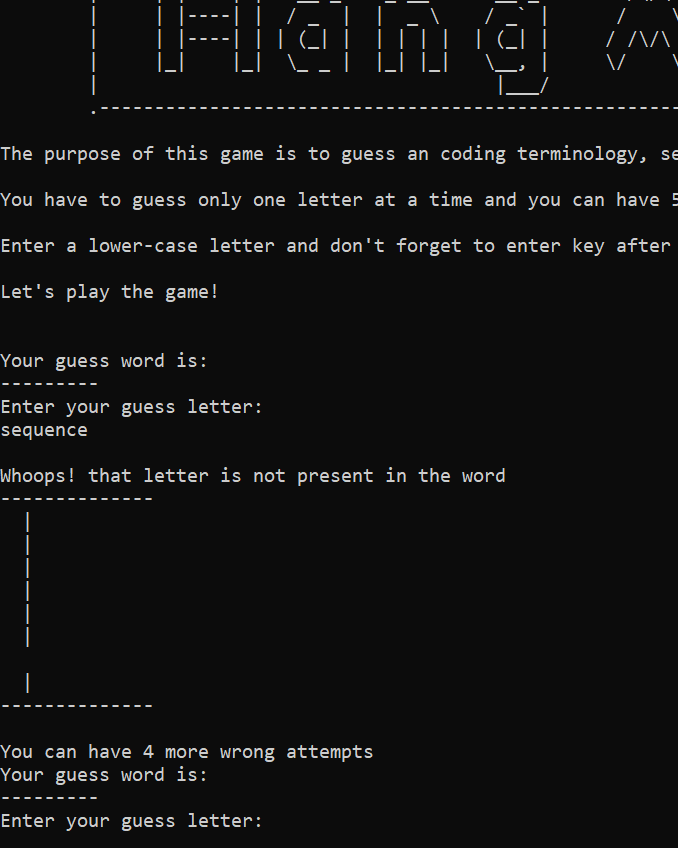 The purpose of this game is to guess an coding terminology, se
You have to guess only one letter at a time and you can have 5
Enter a lower-case letter and don't forget to enter key after
Let's play the game!
Your guess word is:
---------
Enter your guess letter:
sequence
Whoops! that letter is not present in the word
--------------
You can have 4 more wrong attempts
Your guess word is:
---------
Enter your guess letter: